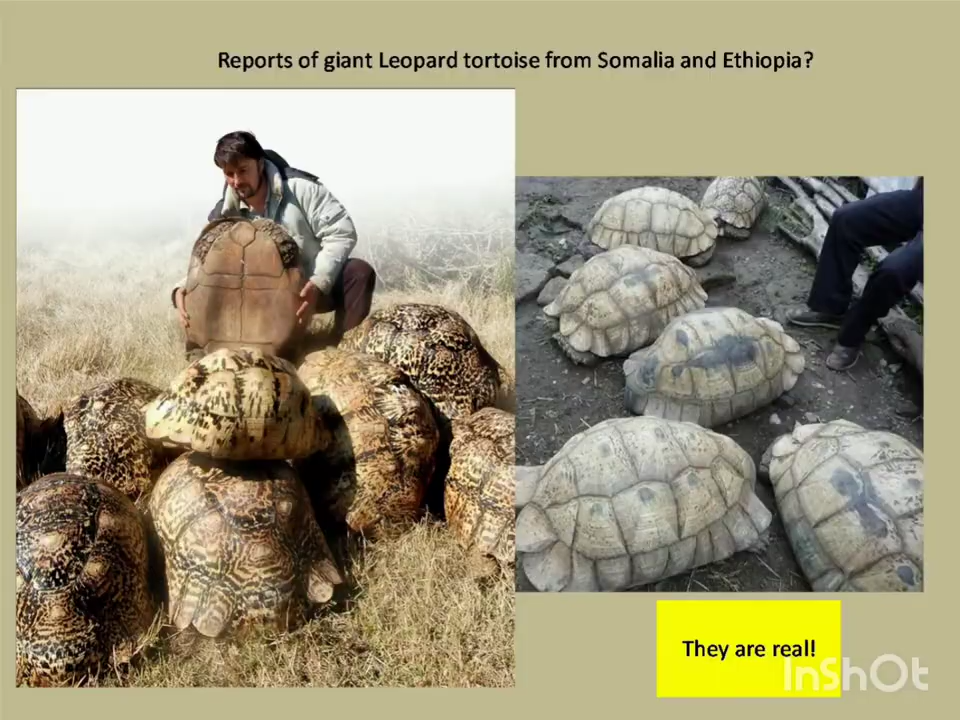 Reports of giant Leopard tortoise from Somalia and Ethiopia?
They are real!
InShOt